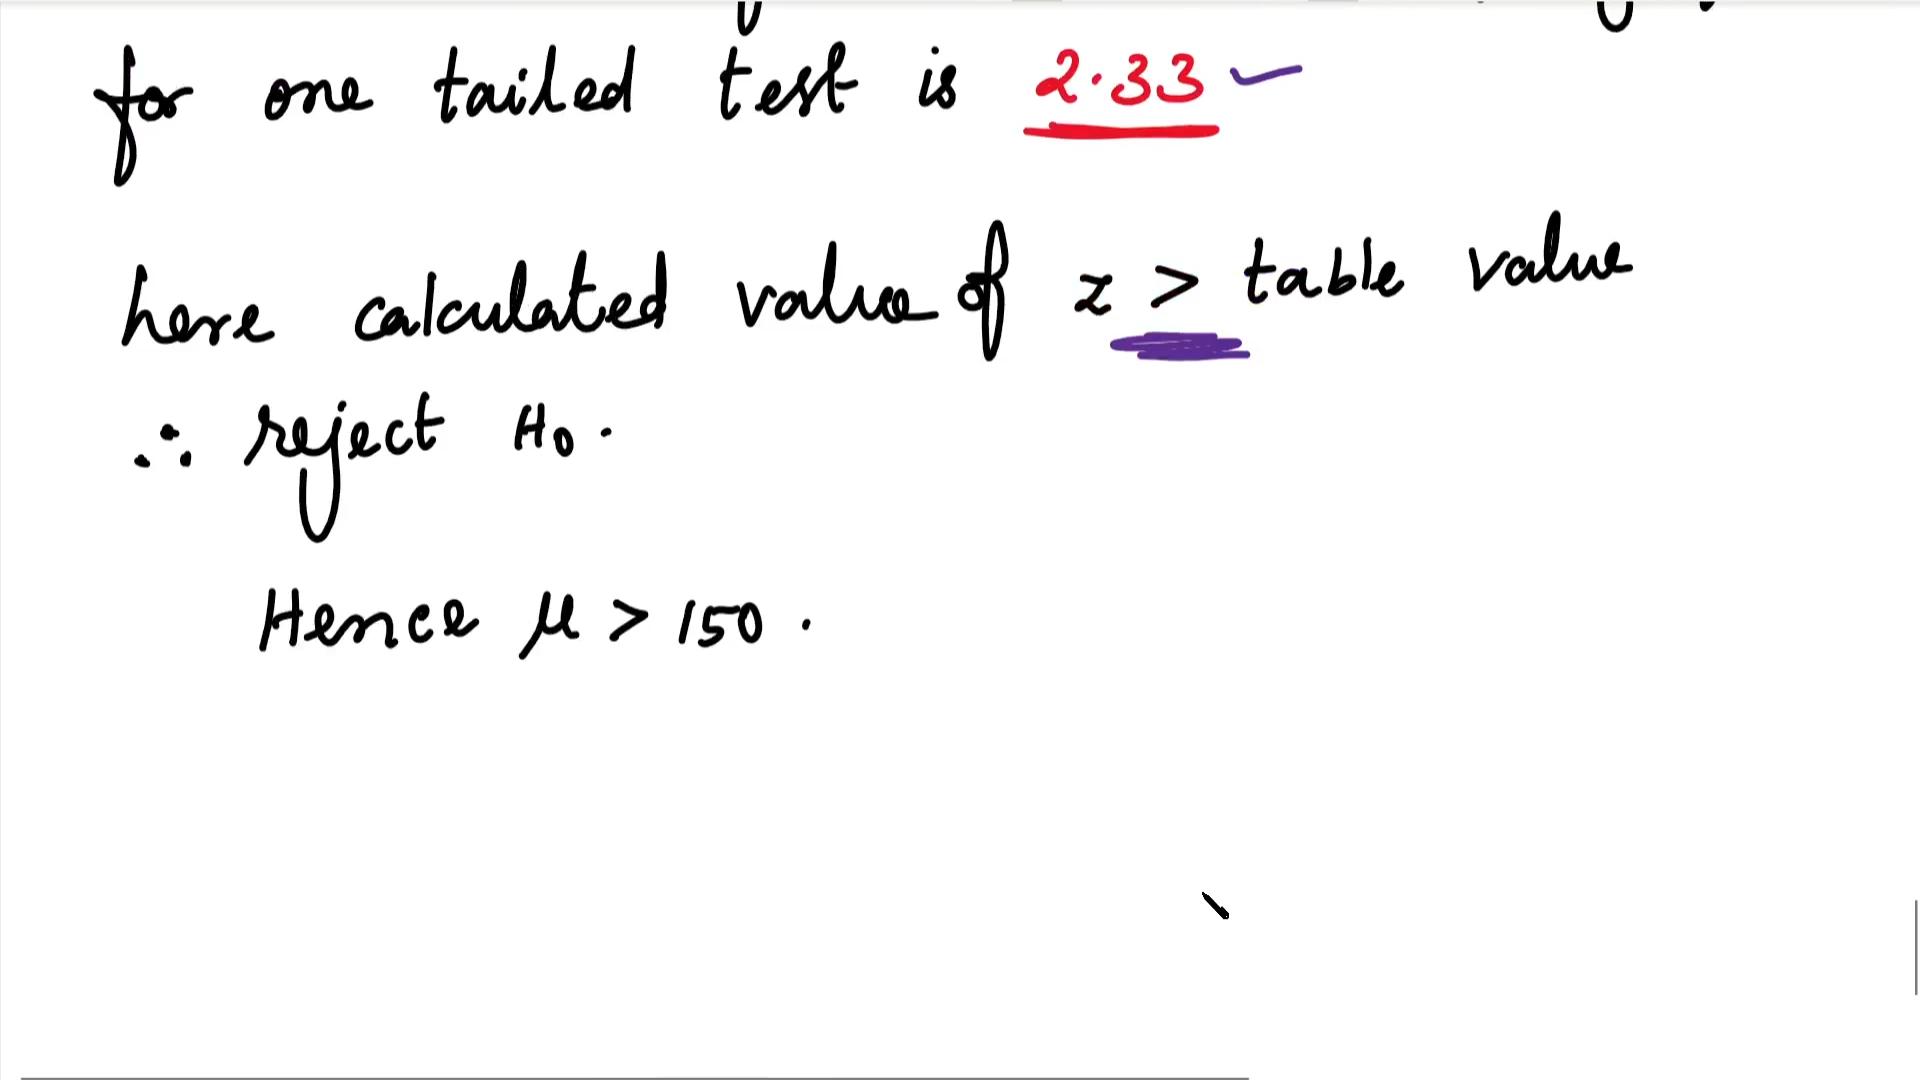 for one tailed test is 2.33
here calculated value of z > table value
∴ reject H₀.
Hence μ > 150.